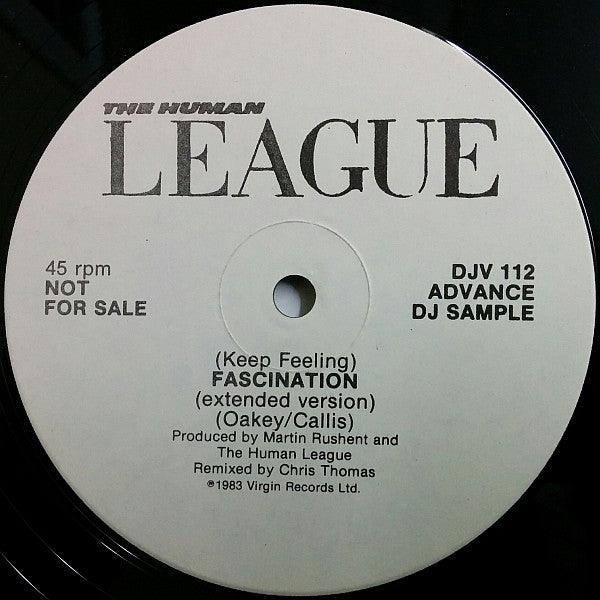 THE HUMAN
LEAGUE
45 rpm
NOT
FOR SALE
DJV 112
ADVANCE
DJ SAMPLE
(Keep Feeling)
FASCINATION
(extended version)
(Oakey/Callis)
Produced by Martin Rushent and
The Human League
Remixed by Chris Thomas
℗1983 Virgin Records Ltd.